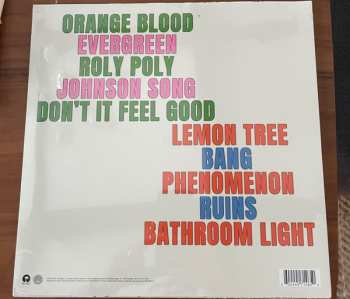 ORANGE BLOOD
EVERGREEN
ROLY POLY
JOHNSON SONG
DON'T IT FEEL GOOD
LEMON TREE
BANG
PHENOMENON
RUINS
BATHROOM LIGHT